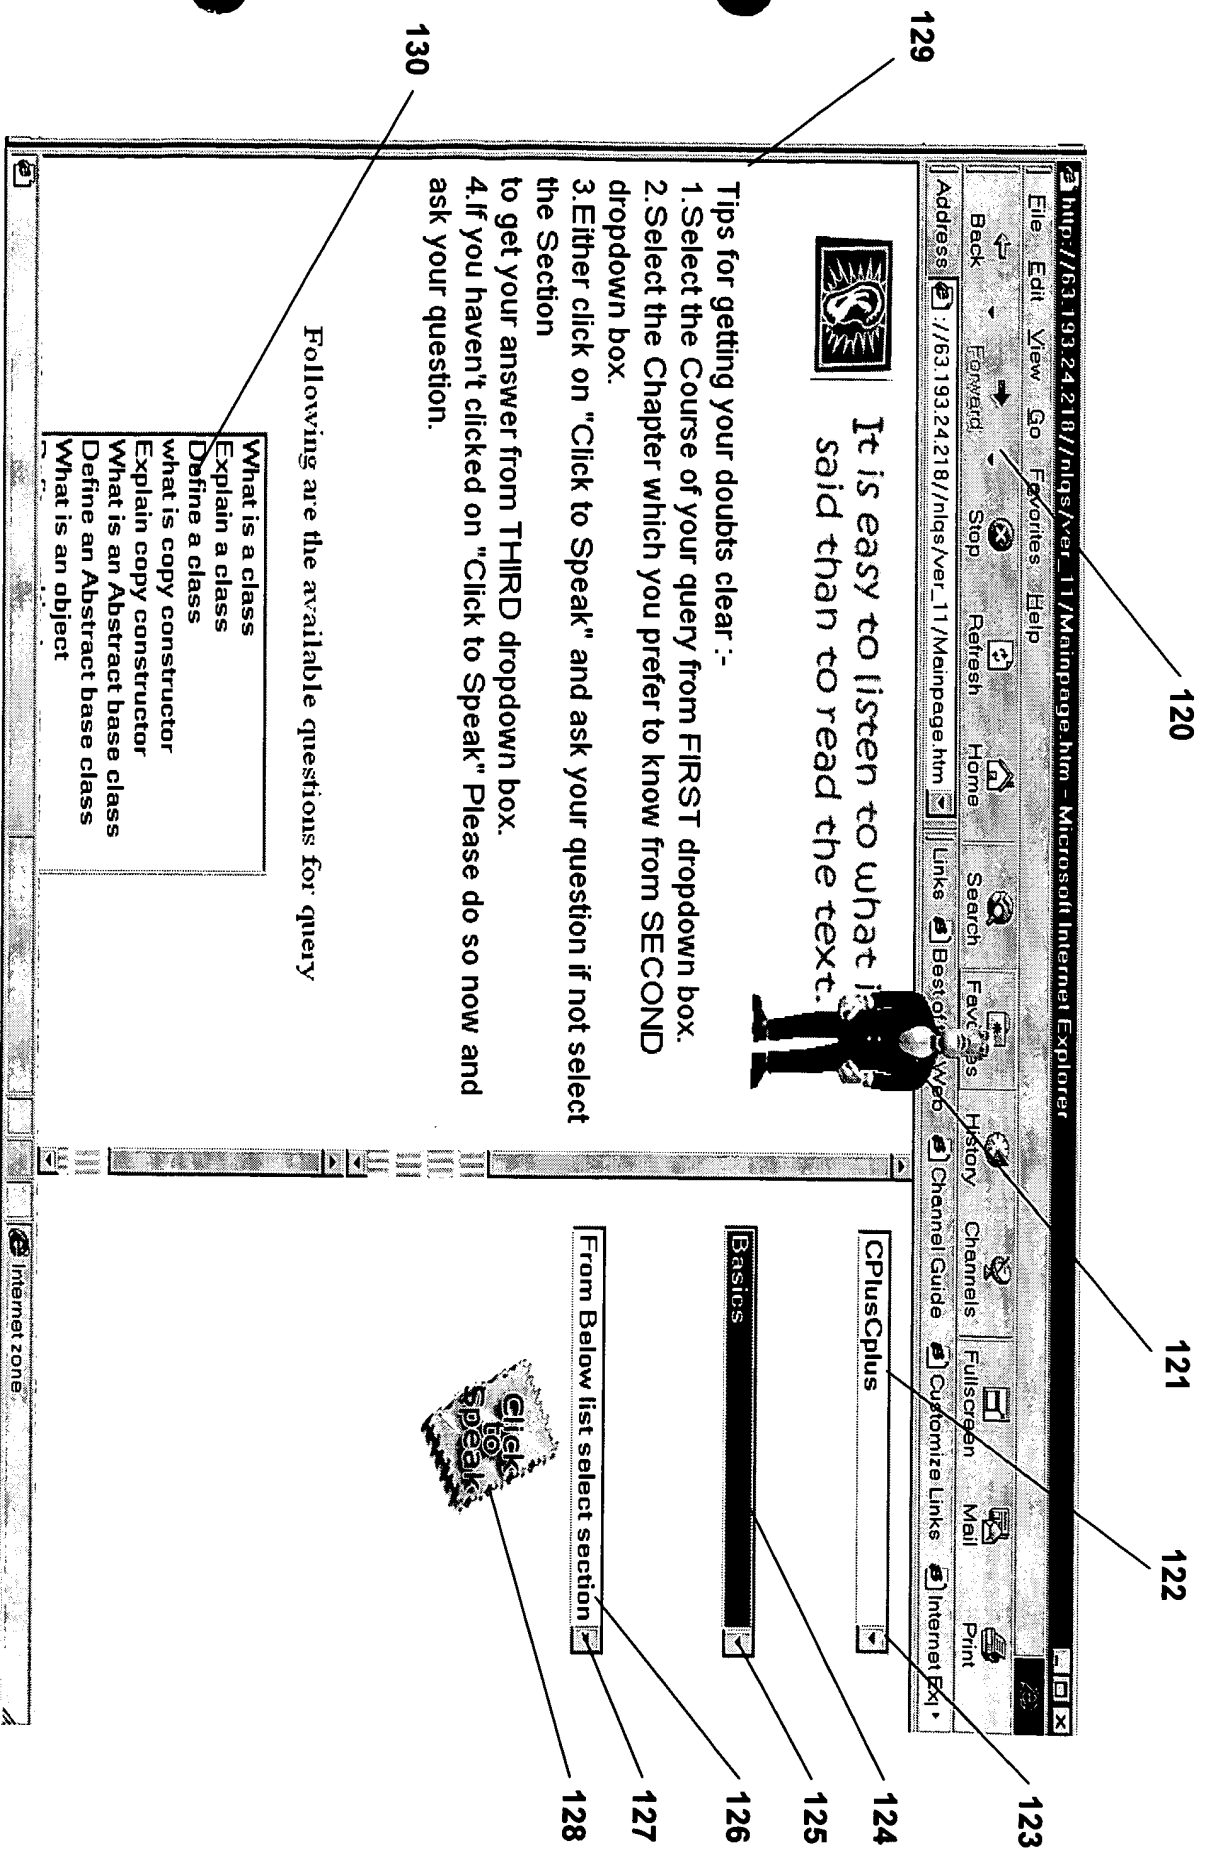 120
121
122
123
http://63.193.24.218//nlqs/ver_11/Mainpage.htm - Microsoft Internet Explorer
File Edit View Go Favorites Help
Back Forward Stop Refresh Home Search Favorites History Channels Fullscreen Mail Print
Address ://63.193.24.218//nlqs/ver_11/Mainpage.htm Links Best of the Web Channel Guide Customize Links Internet Exp
129
It is easy to listen to what i
said than to read the text.
CPlusCplus
124
Tips for getting your doubts clear :-
1.Select the Course of your query from FIRST dropdown box.
2.Select the Chapter which you prefer to know from SECOND
dropdown box.
3.Either click on "Click to Speak" and ask your question if not select
the Section
to get your answer from THIRD dropdown box.
4.If you haven't clicked on "Click to Speak" Please do so now and
ask your question.
Basics
125
126
From Below list select section
127
Click
to
Speak
128
130
Following are the available questions for query
What is a class
Explain a class
Define a class
what is copy constructor
Explain copy constructor
What is an Abstract base class
Define an Abstract base class
What is an object
Internet zone